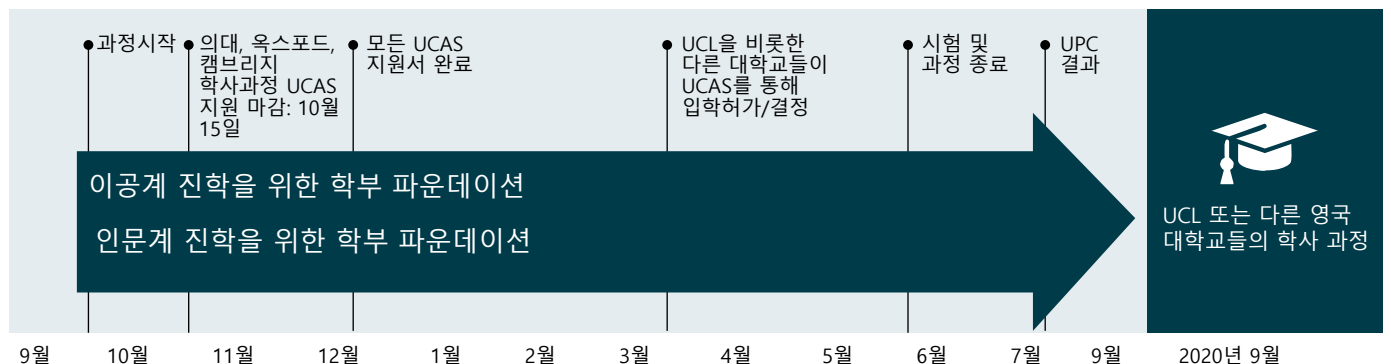 과정시작
의대, 옥스포드,
캠브리지
학사과정 UCAS
지원 마감: 10월
15일
모든 UCAS
지원서 완료
UCL을 비롯한
다른 대학교들이
UCAS를 통해
입학허가/결정
시험 및
과정 종료
UPC
결과
이공계 진학을 위한 학부 파운데이션
인문계 진학을 위한 학부 파운데이션
UCL 또는 다른 영국
대학교들의 학사 과정
9월 10월 11월 12월 1월 2월 3월 4월 5월 6월 7월 9월 2020년 9월